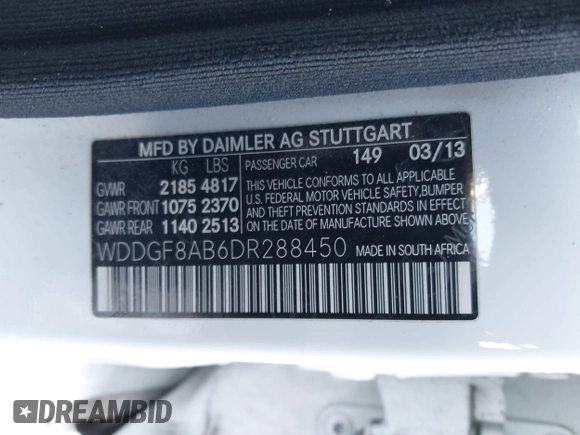 MFD BY DAIMLER AG STUTTGART
KG LBS PASSENGER CAR 149 03/13
GVWR 2185 4817
GAWR FRONT 1075 2370
GAWR REAR 1140 2513
THIS VEHICLE CONFORMS TO ALL APPLICABLE
U.S. FEDERAL MOTOR VEHICLE SAFETY, BUMPER
AND THEFT PREVENTION STANDARDS IN EFFECT
ON THE DATE OF MANUFACTURE SHOWN ABOVE
WDDGF8AB6DR288450 MADE IN SOUTH AFRICA
DREAMBID